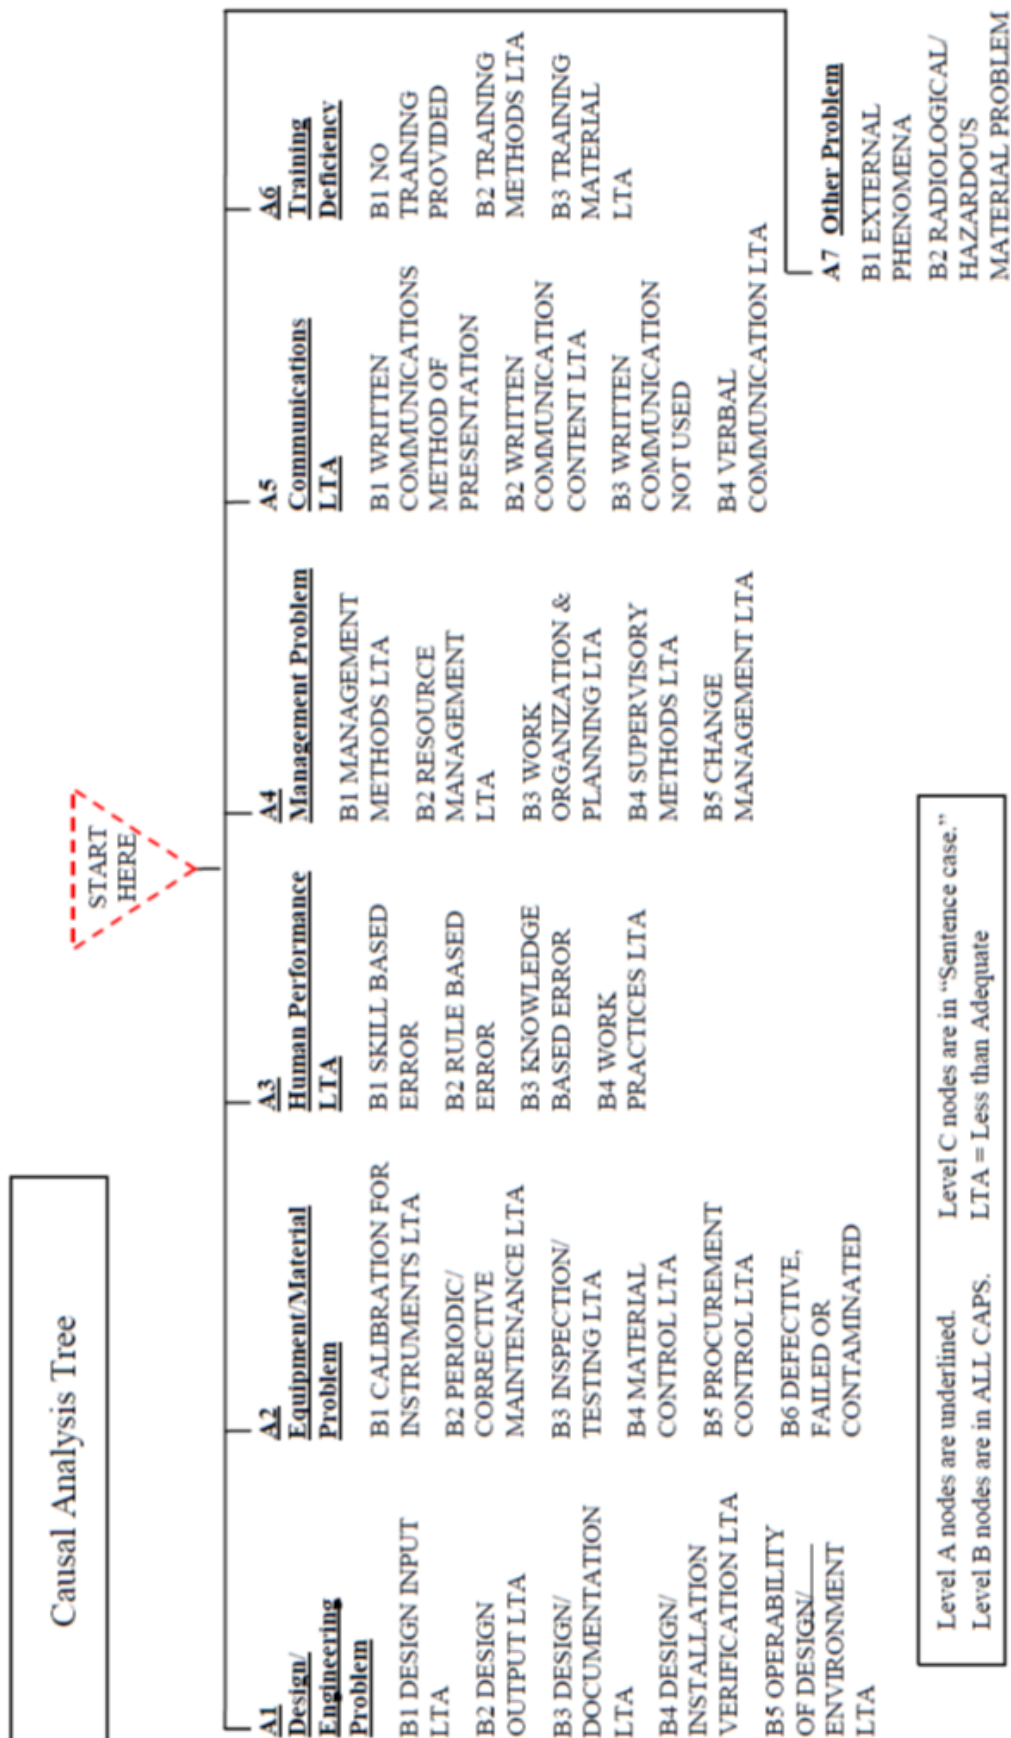 Causal Analysis Tree
START
HERE
A1
Design/
Engineering
Problem
B1 DESIGN INPUT
LTA
B2 DESIGN
OUTPUT LTA
B3 DESIGN/
DOCUMENTATION
LTA
B4 DESIGN/
INSTALLATION
VERIFICATION LTA
B5 OPERABILITY
OF DESIGN/
ENVIRONMENT
LTA
A2
Equipment/Material
Problem
B1 CALIBRATION FOR
INSTRUMENTS LTA
B2 PERIODIC/
CORRECTIVE
MAINTENANCE LTA
B3 INSPECTION/
TESTING LTA
B4 MATERIAL
CONTROL LTA
B5 PROCUREMENT
CONTROL LTA
B6 DEFECTIVE,
FAILED OR
CONTAMINATED
A3
Human Performance
LTA
B1 SKILL BASED
ERROR
B2 RULE BASED
ERROR
B3 KNOWLEDGE
BASED ERROR
B4 WORK
PRACTICES LTA
A4
Management Problem
B1 MANAGEMENT
METHODS LTA
B2 RESOURCE
MANAGEMENT
LTA
B3 WORK
ORGANIZATION &
PLANNING LTA
B4 SUPERVISORY
METHODS LTA
B5 CHANGE
MANAGEMENT LTA
A5
Communications
LTA
B1 WRITTEN
COMMUNICATIONS
METHOD OF
PRESENTATION
B2 WRITTEN
COMMUNICATION
CONTENT LTA
B3 WRITTEN
COMMUNICATION
NOT USED
B4 VERBAL
COMMUNICATION LTA
A6
Training
Deficiency
B1 NO
TRAINING
PROVIDED
B2 TRAINING
METHODS LTA
B3 TRAINING
MATERIAL
LTA
A7 Other Problem
B1 EXTERNAL
PHENOMENA
B2 RADIOLOGICAL/
HAZARDOUS
MATERIAL PROBLEM
Level A nodes are underlined. Level C nodes are in “Sentence case.”
Level B nodes are in ALL CAPS. LTA = Less than Adequate